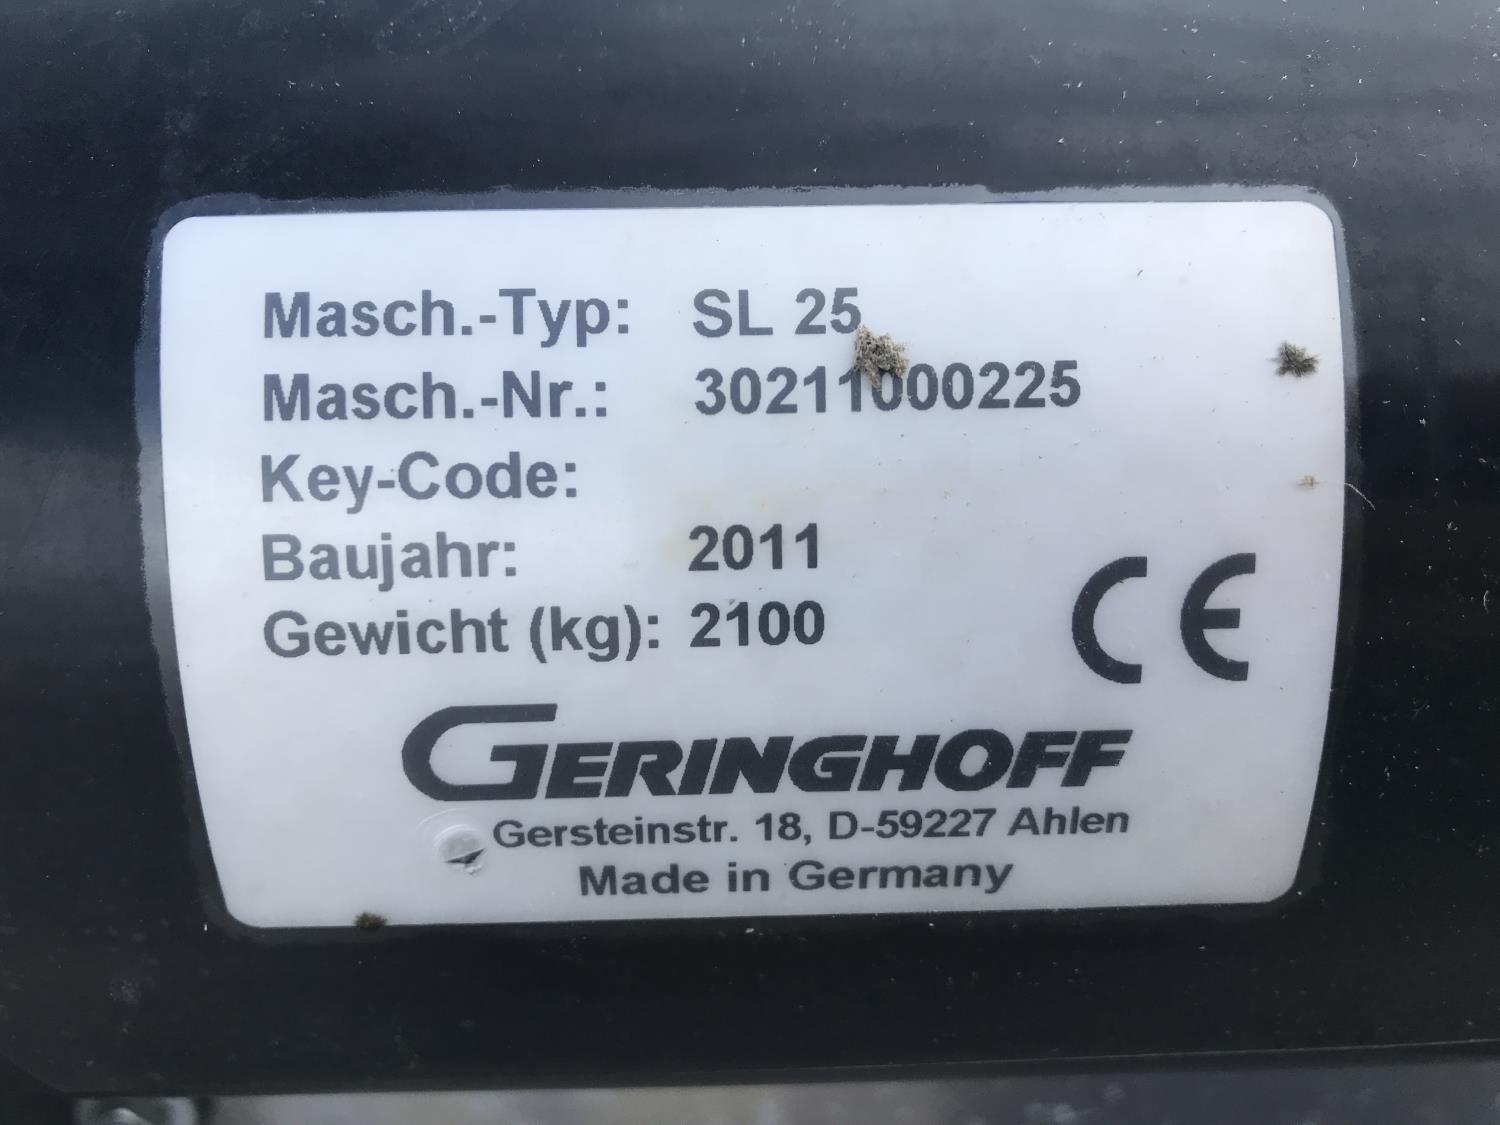 Masch.-Typ: SL 25
Masch.-Nr.: 30211000225
Key-Code:
Baujahr: 2011
Gewicht (kg): 2100
CE
GERINGHOFF
Gersteinstr. 18, D-59227 Ahlen
Made in Germany